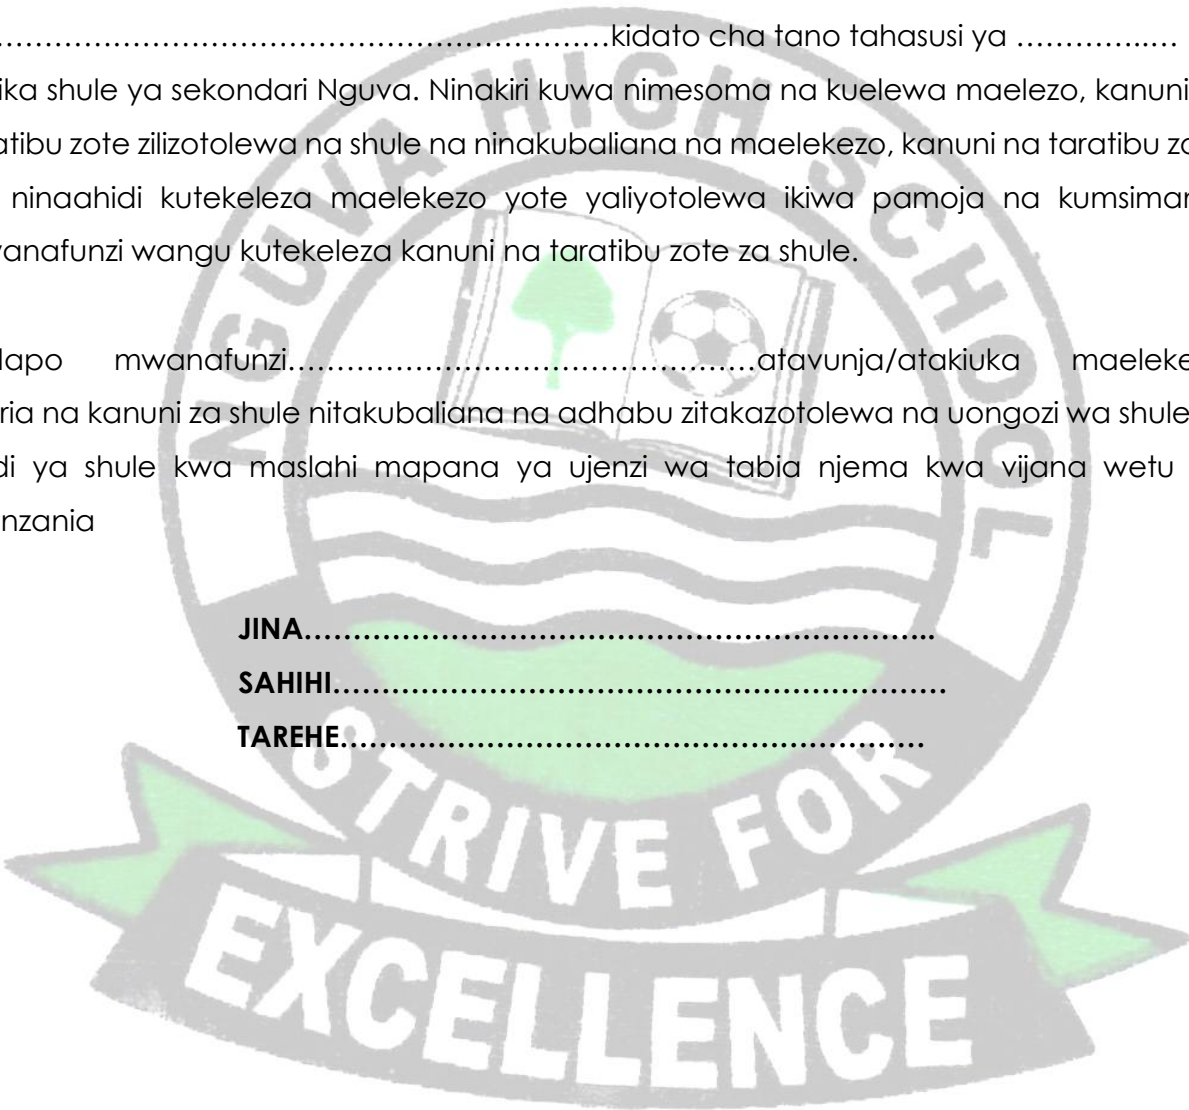 ……………………………………………………….kidato cha tano tahasusi ya …………..…
ika shule ya sekondari Nguva. Ninakiri kuwa nimesoma na kuelewa maelezo, kanuni
atibu zote zilizotolewa na shule na ninakubaliana na maelekezo, kanuni na taratibu za
ninaahidi kutekeleza maelekezo yote yaliyotolewa ikiwa pamoja na kumsimam
anafunzi wangu kutekeleza kanuni na taratibu zote za shule.
lapo mwanafunzi…………………………………………atavunja/atakiuka maeleke
ria na kanuni za shule nitakubaliana na adhabu zitakazotolewa na uongozi wa shule
di ya shule kwa maslahi mapana ya ujenzi wa tabia njema kwa vijana wetu
nzania
JINA………………………………………………………..
SAHIHI………………………………………………………
TAREHE……………………………………………………
NGUVA HIGH SCHOOL
STRIVE FOR
EXCELLENCE